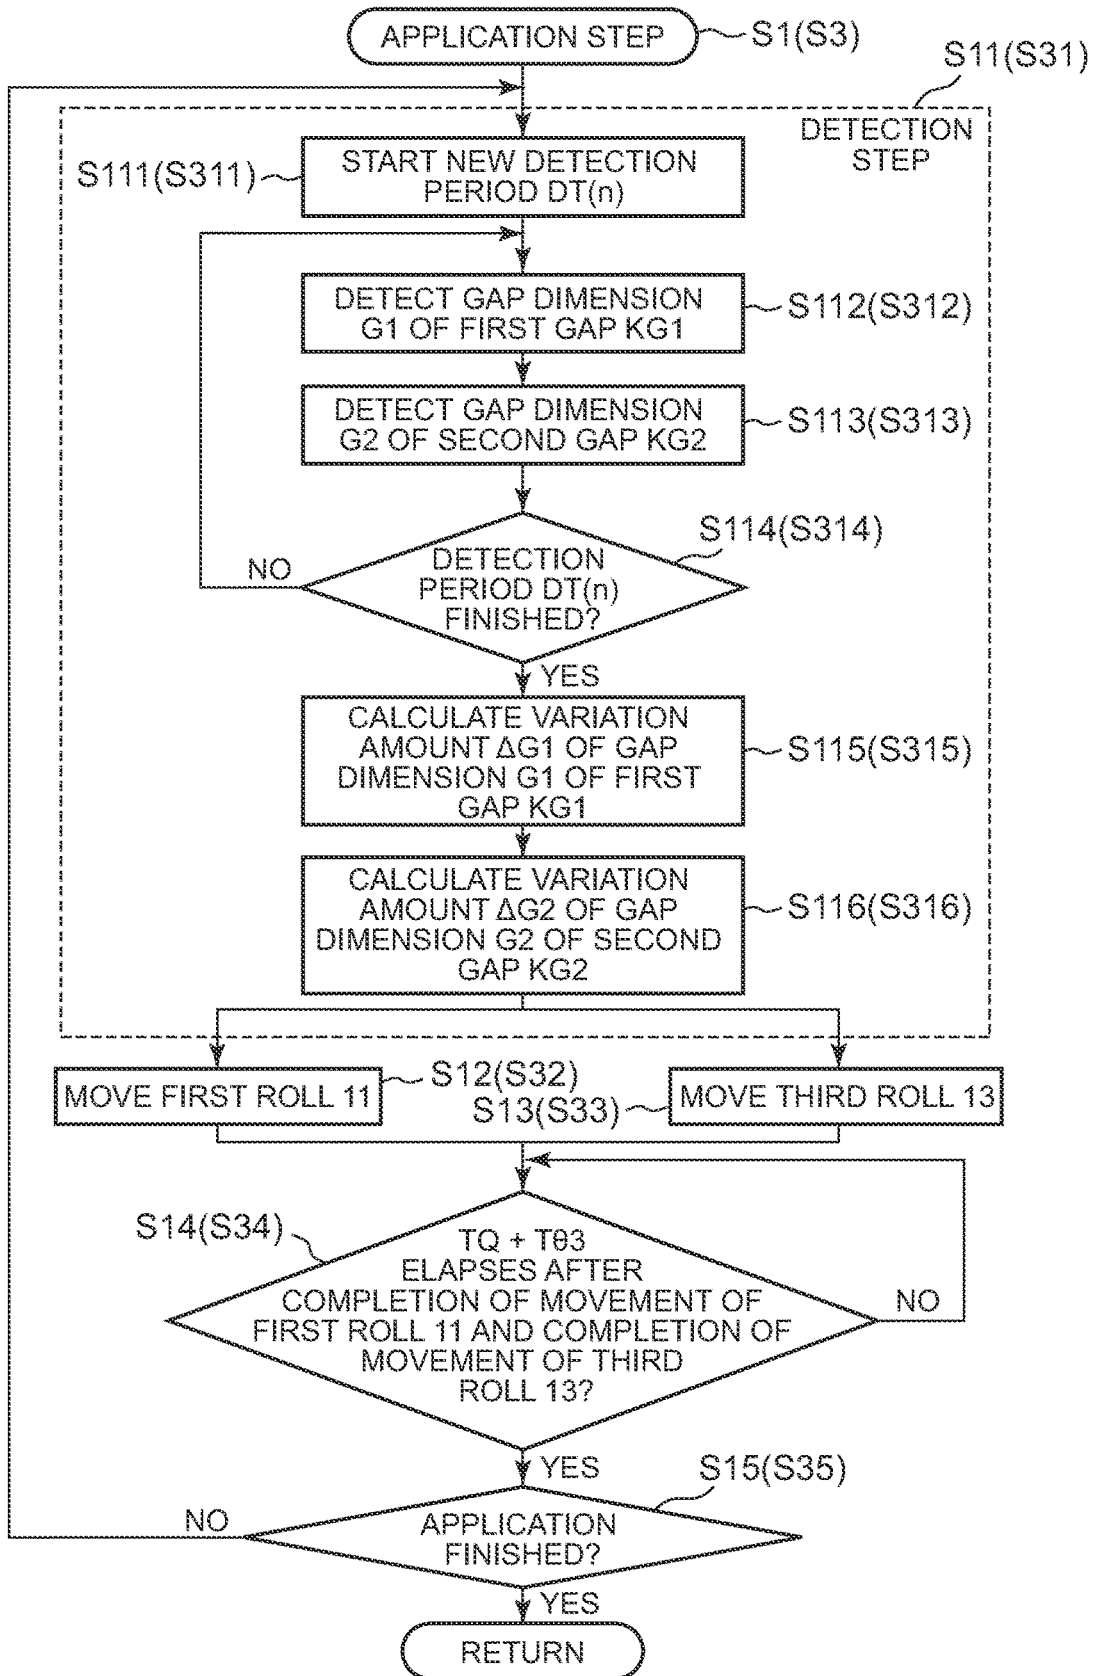 APPLICATION STEP
S1(S3)
S11(S31)
DETECTION
STEP
S111(S311)
START NEW DETECTION
PERIOD DT(n)
DETECT GAP DIMENSION
G1 OF FIRST GAP KG1
S112(S312)
DETECT GAP DIMENSION
G2 OF SECOND GAP KG2
S113(S313)
S114(S314)
DETECTION
PERIOD DT(n)
FINISHED?
NO
YES
CALCULATE VARIATION
AMOUNT ΔG1 OF GAP
DIMENSION G1 OF FIRST
GAP KG1
S115(S315)
CALCULATE VARIATION
AMOUNT ΔG2 OF GAP
DIMENSION G2 OF SECOND
GAP KG2
S116(S316)
MOVE FIRST ROLL 11
S12(S32)
S13(S33)
MOVE THIRD ROLL 13
S14(S34)
TQ + Tθ3
ELAPSES AFTER
COMPLETION OF MOVEMENT OF
FIRST ROLL 11 AND COMPLETION OF
MOVEMENT OF THIRD
ROLL 13?
NO
YES
S15(S35)
NO
APPLICATION
FINISHED?
YES
RETURN